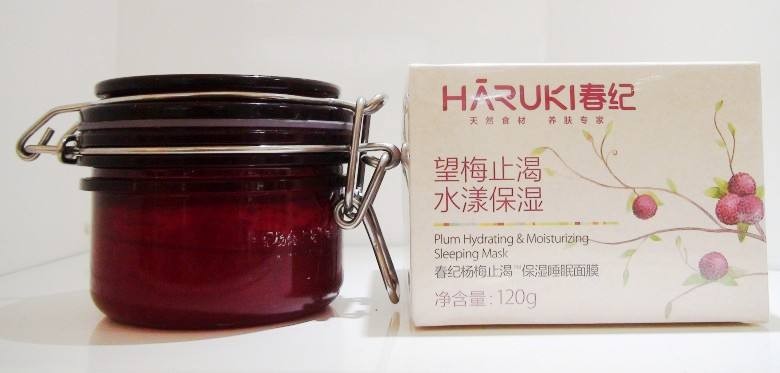 HĀRUKI春纪
天然食材 养肤专家
望梅止渴
水漾保湿
Plum Hydrating & Moisturizing
Sleeping Mask
春纪杨梅止渴™保湿睡眠面膜
净含量:120g